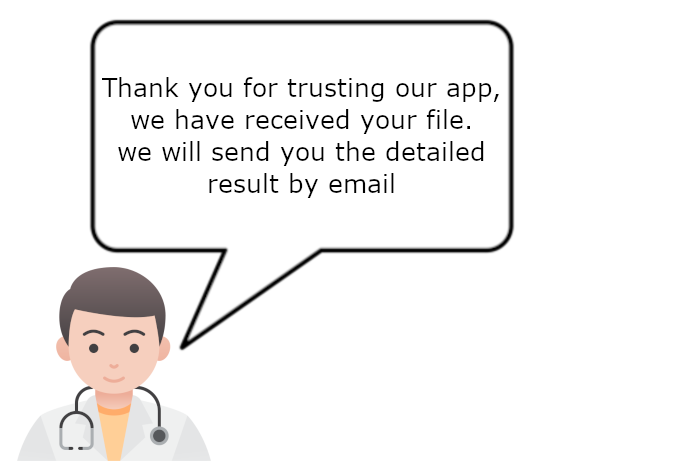 Thank you for trusting our app,
we have received your file.
we will send you the detailed
result by email